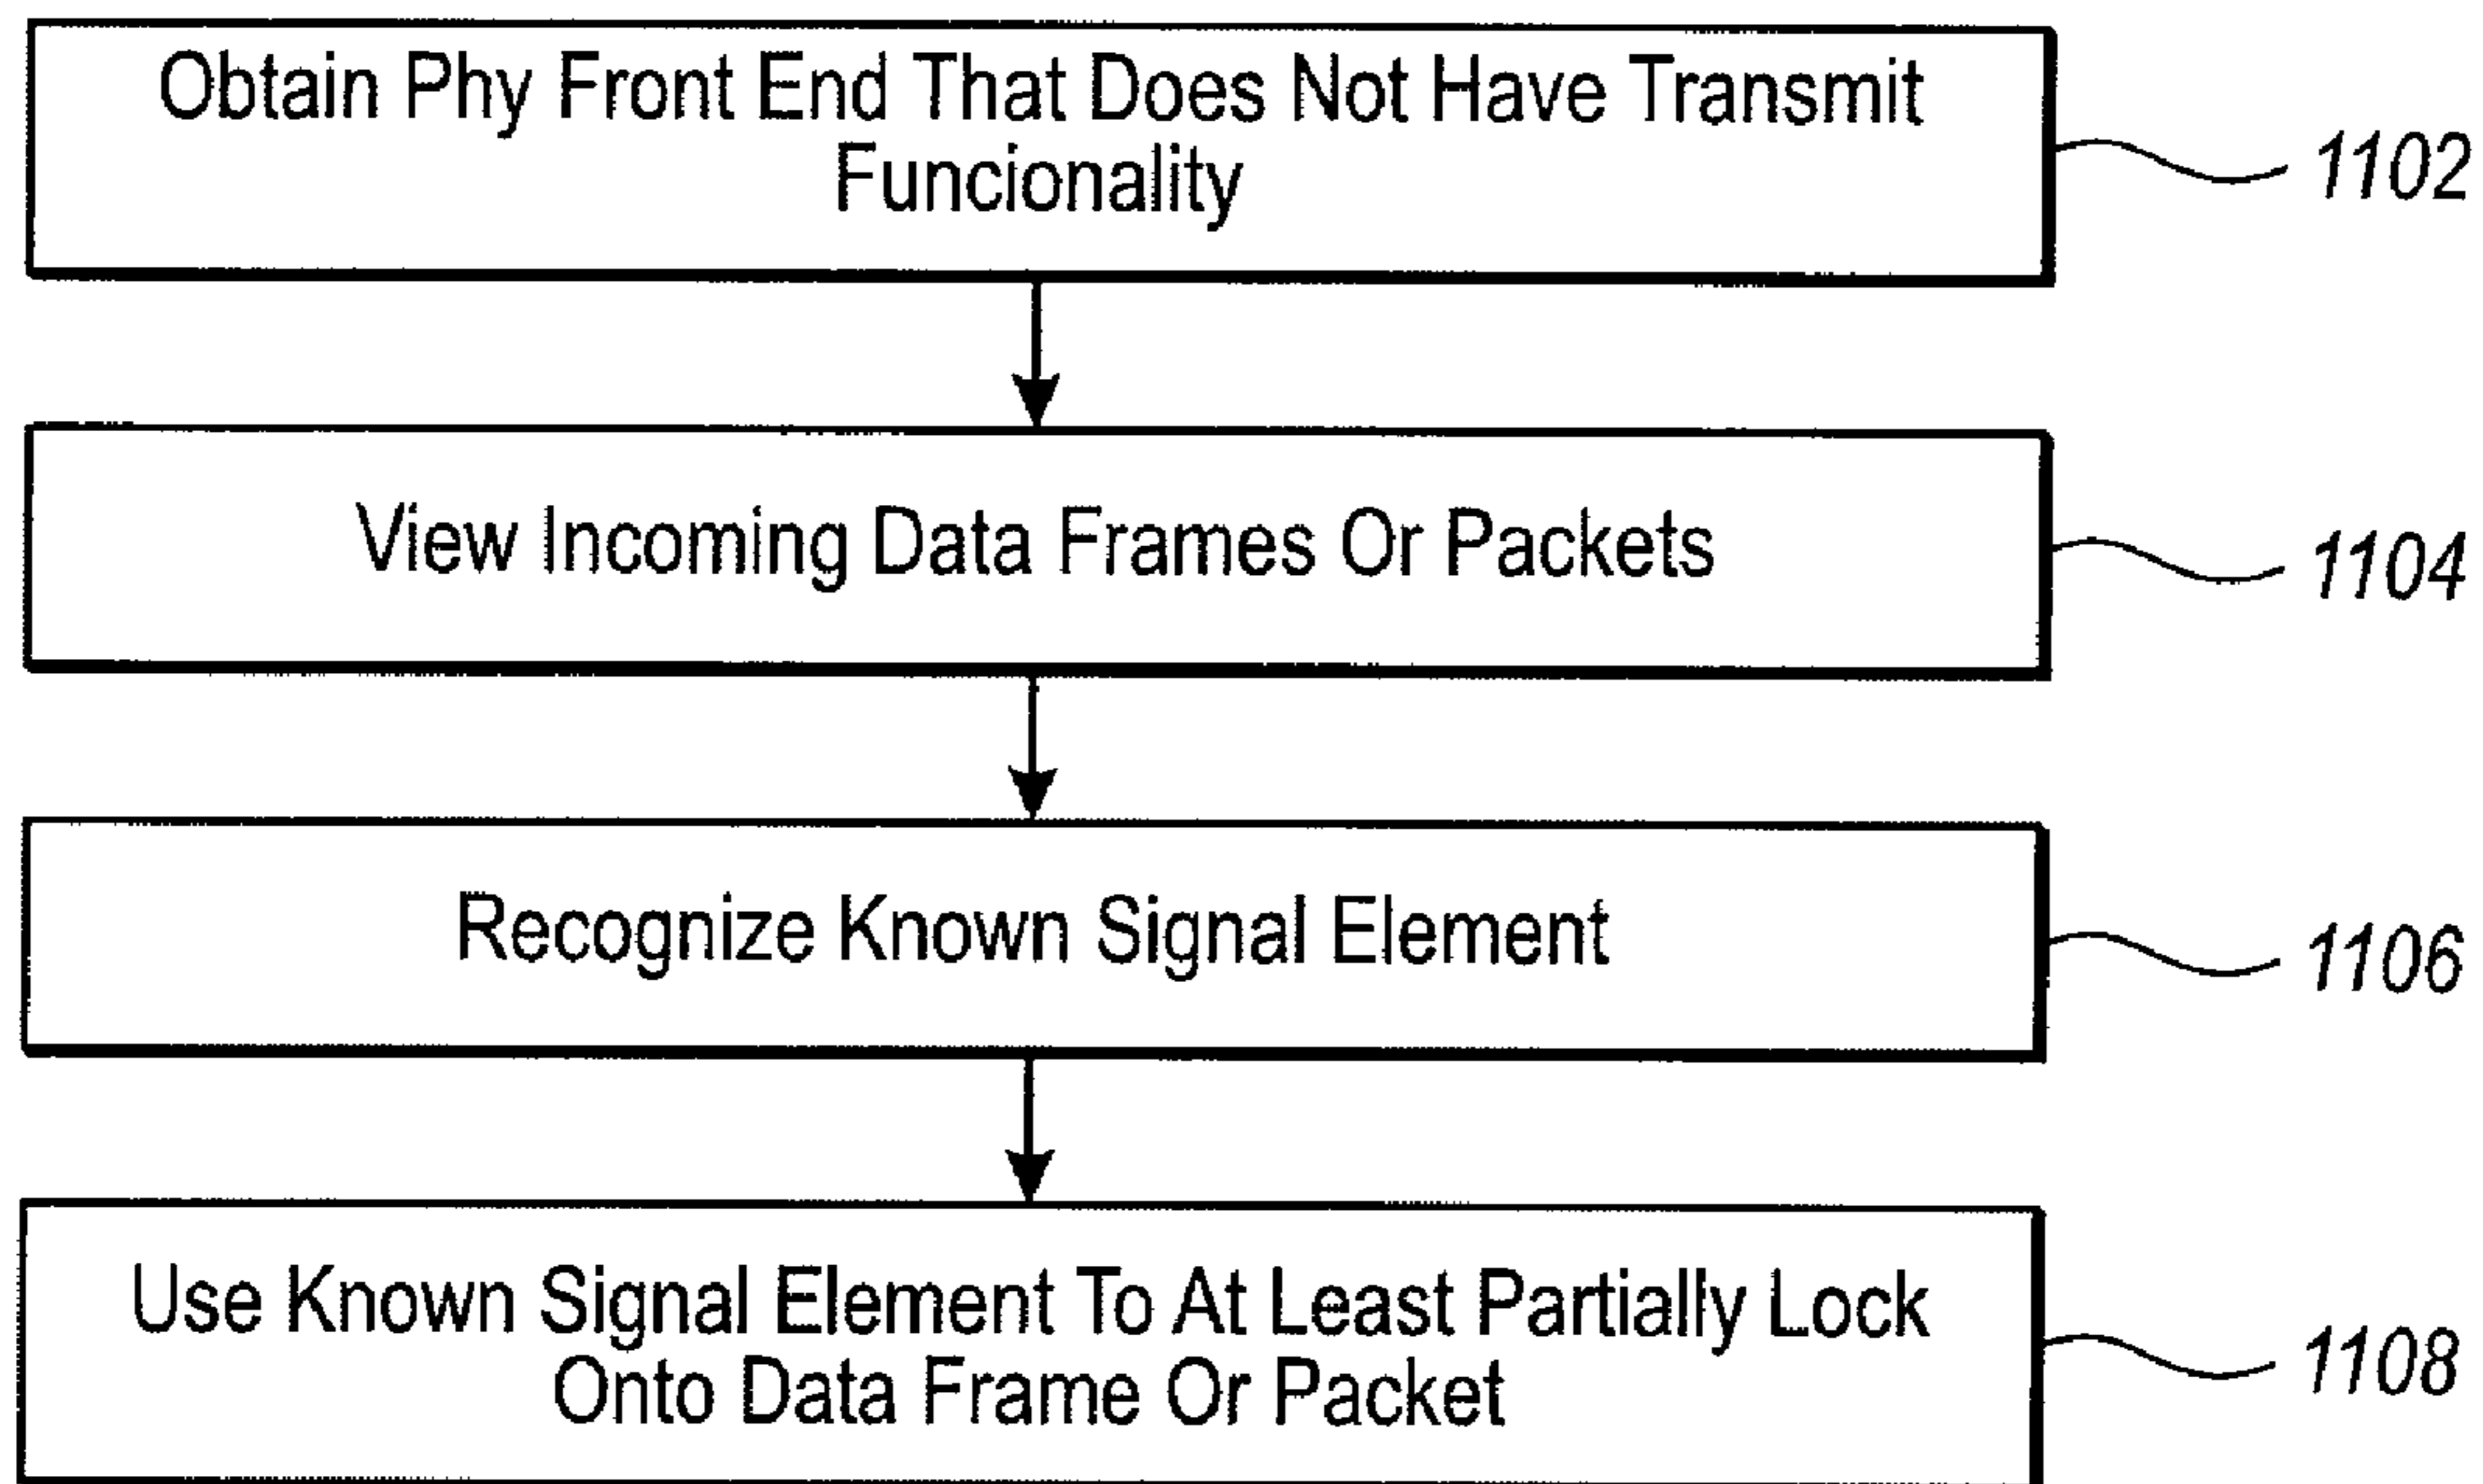 Obtain Phy Front End That Does Not Have Transmit
Funcionality
1102
View Incoming Data Frames Or Packets
1104
Recognize Known Signal Element
1106
Use Known Signal Element To At Least Partially Lock
Onto Data Frame Or Packet
1108